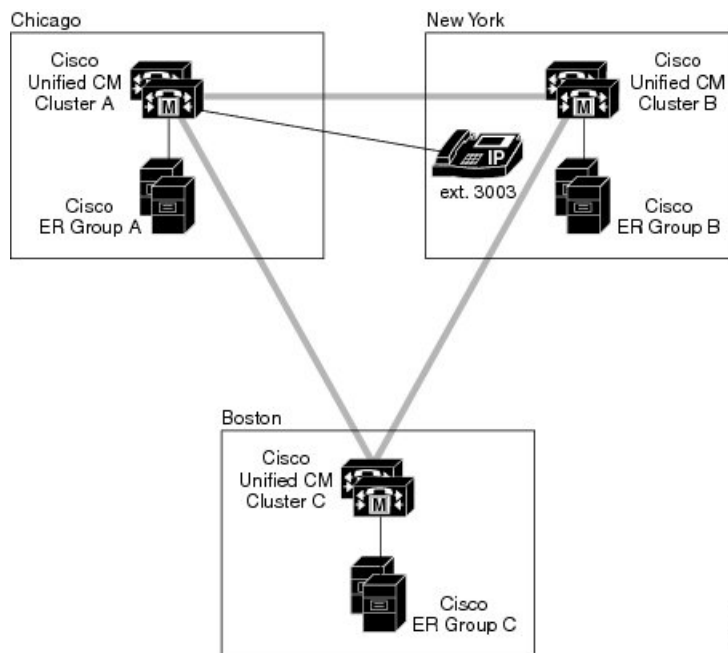 Chicago
Cisco
Unified CM
Cluster A
M
Cisco
ER Group A
New York
Cisco
Unified CM
Cluster B
M
IP
ext. 3003
Cisco
ER Group B
Boston
Cisco
Unified CM
Cluster C
M
Cisco
ER Group C